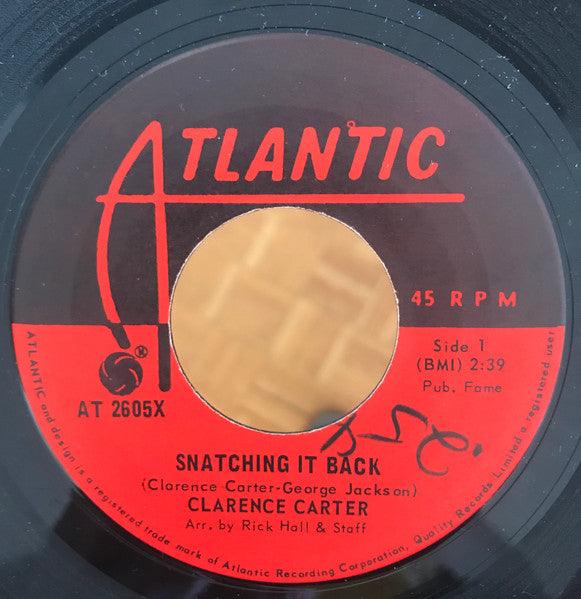 ATLANTIC
45 RPM
Side 1
(BMI) 2:39
Pub. Fame
®
AT 2605X
SNATCHING IT BACK
(Clarence Carter-George Jackson)
CLARENCE CARTER
Arr. by Rick Hall & Staff
ATLANTIC and design is a registered trade mark of Atlantic Recording Corporation, Quality Records Limited a registered user